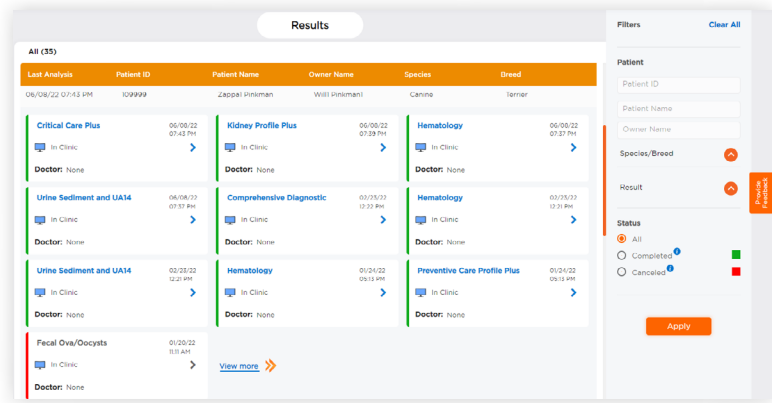 Results
Filters
Clear All
All (35)
Last Analysis Patient ID Patient Name Owner Name Species Breed
06/08/22 07:43 PM 109999 Zappa1 Pinkman Will1 Pinkman1 Canine Terrier
Critical Care Plus 06/08/22
07:43 PM
In Clinic
Doctor: None
Kidney Profile Plus 06/08/22
07:39 PM
In Clinic
Doctor: None
Hematology 06/08/22
07:37 PM
In Clinic
Doctor: None
Urine Sediment and UA14 06/08/22
07:37 PM
In Clinic
Doctor: None
Comprehensive Diagnostic 02/23/22
12:22 PM
In Clinic
Doctor: None
Hematology 02/23/22
12:21 PM
In Clinic
Doctor: None
Urine Sediment and UA14 02/23/22
12:21 PM
In Clinic
Doctor: None
Hematology 01/24/22
05:13 PM
In Clinic
Doctor: None
Preventive Care Profile Plus 01/24/22
05:13 PM
In Clinic
Doctor: None
Fecal Ova/Oocysts 01/20/22
11:11 AM
In Clinic
Doctor: None
View more
Patient
Patient ID
Patient Name
Owner Name
Species/Breed
Result
Status
All
Completed
Canceled
Apply
Provide
Feedback